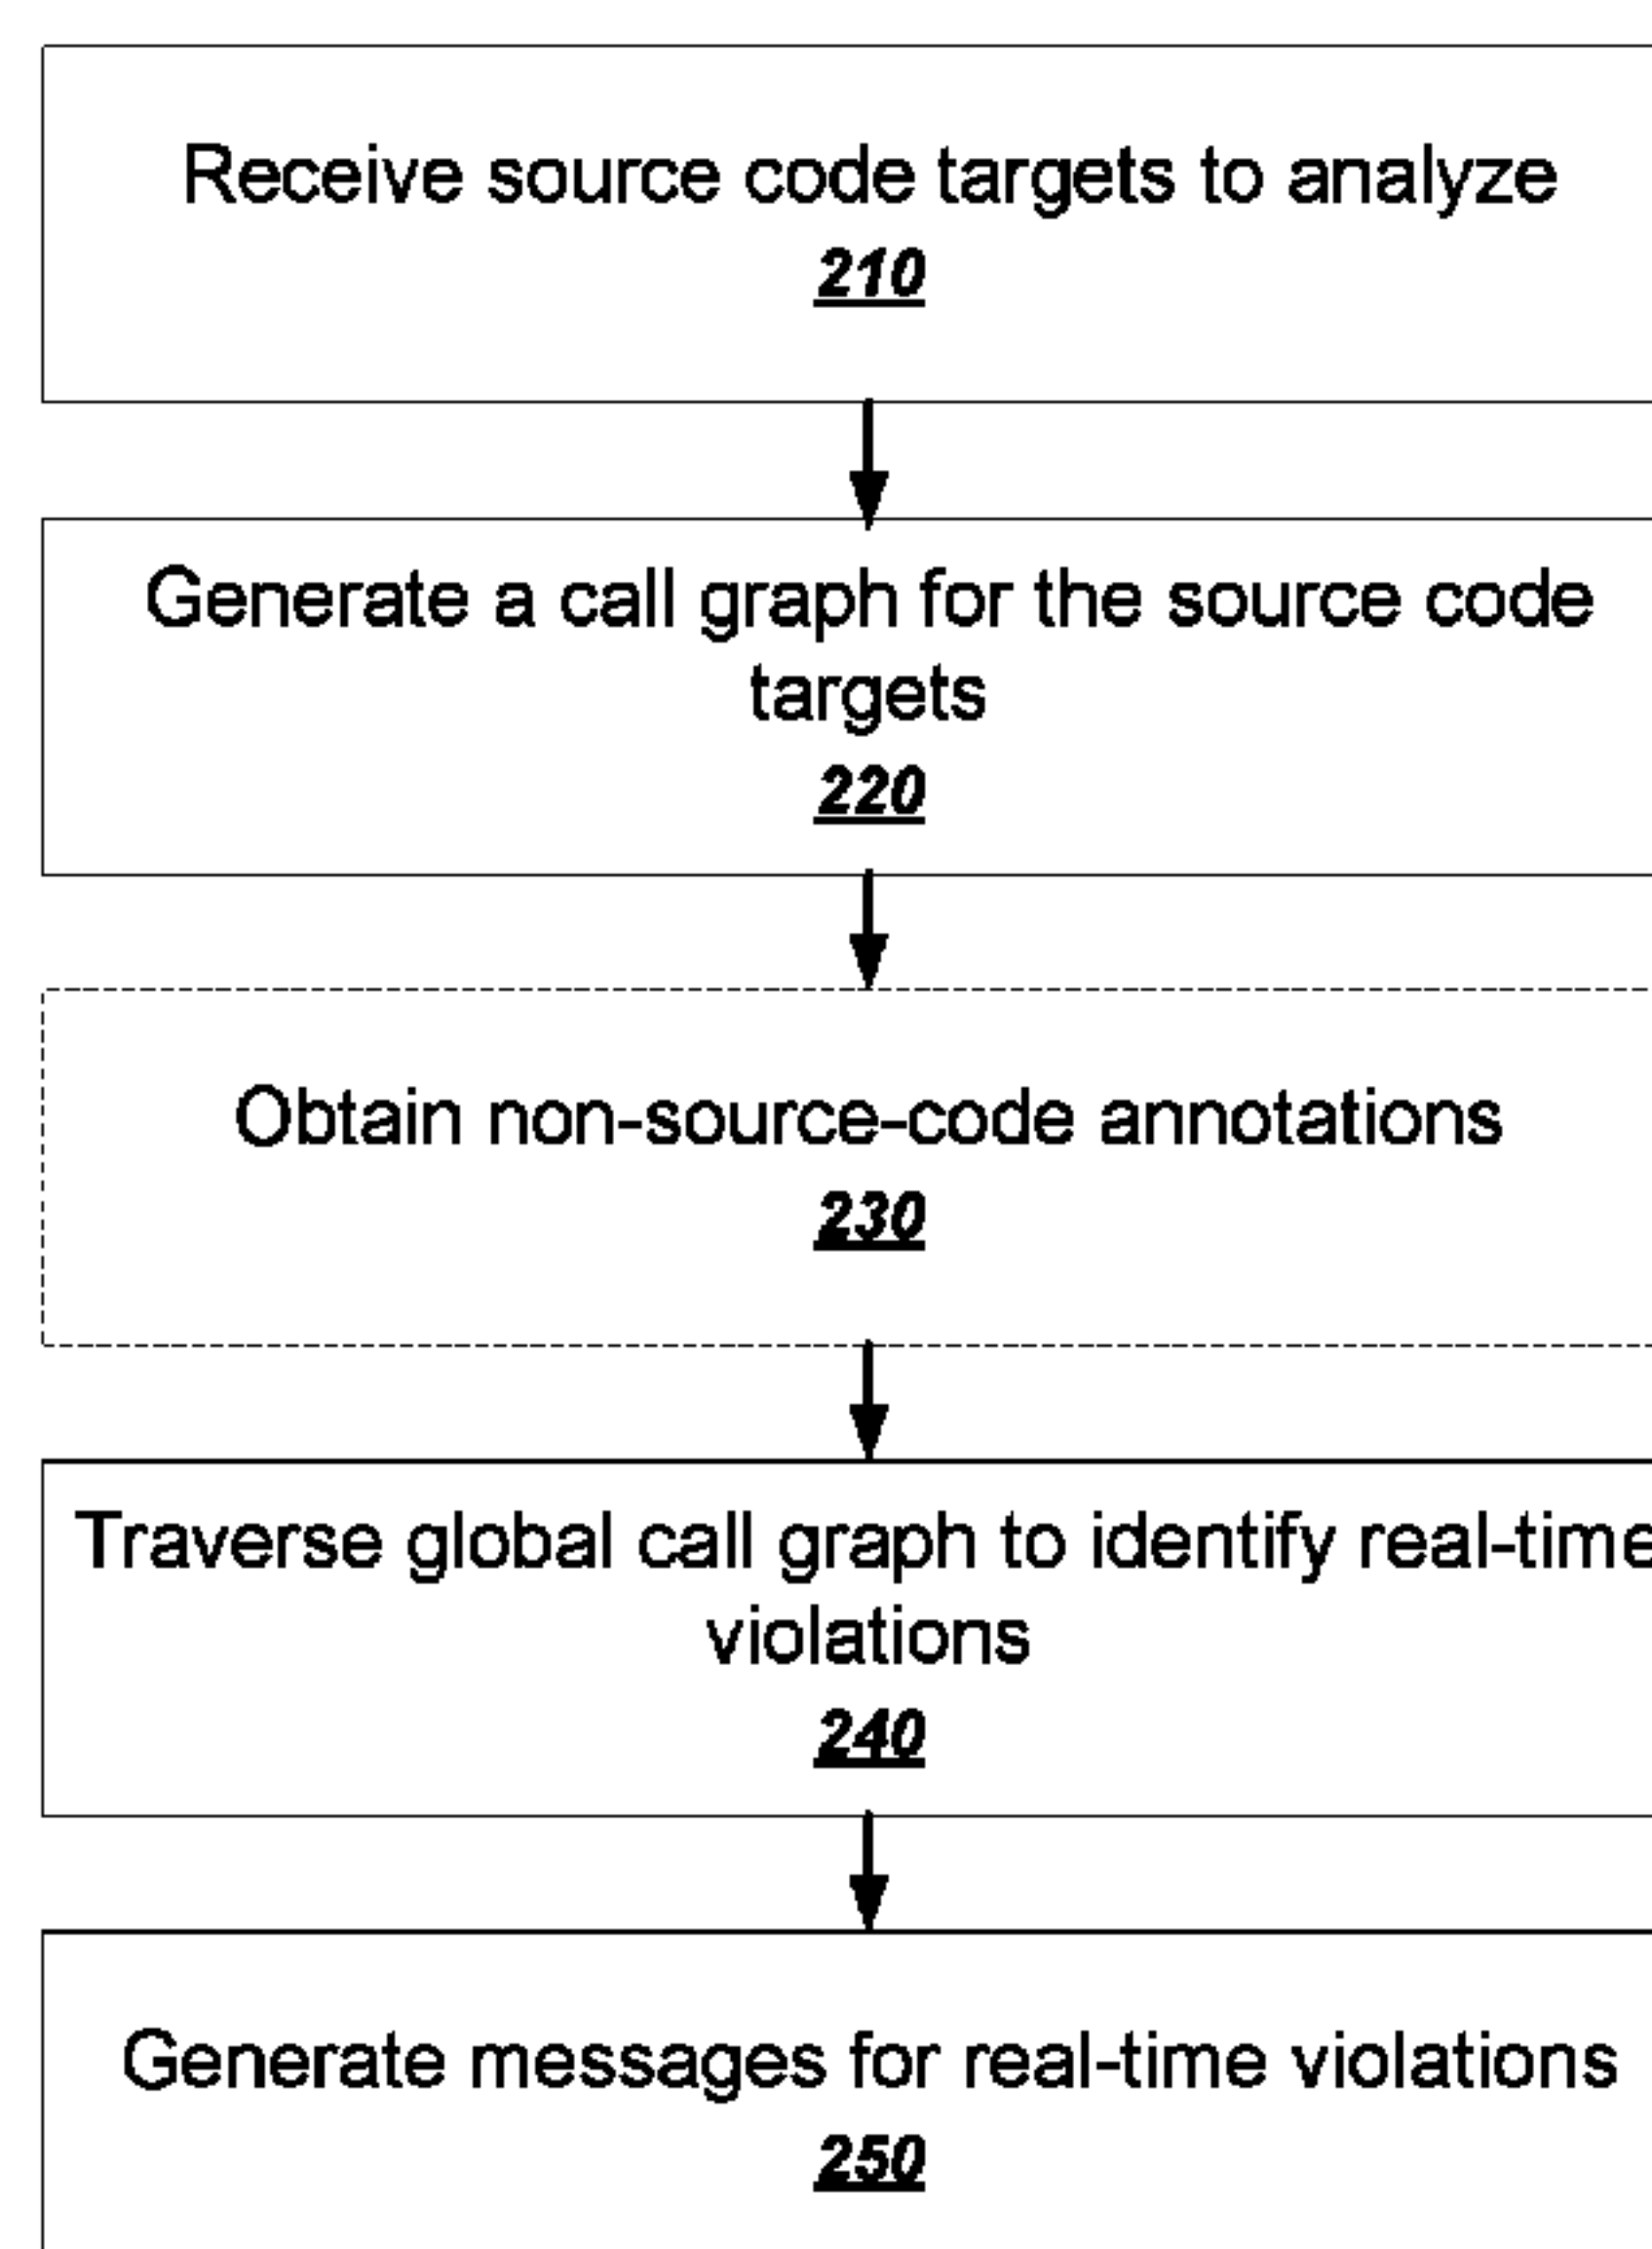 Receive source code targets to analyze
210
Generate a call graph for the source code
targets
220
Obtain non-source-code annotations
230
Traverse global call graph to identify real-time
violations
240
Generate messages for real-time violations
250